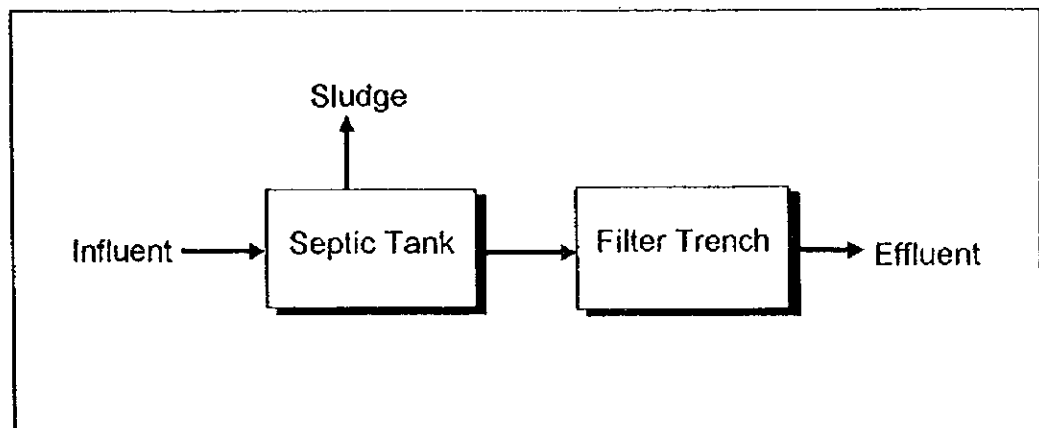 Sludge
Influent
Septic Tank
Filter Trench
Effluent